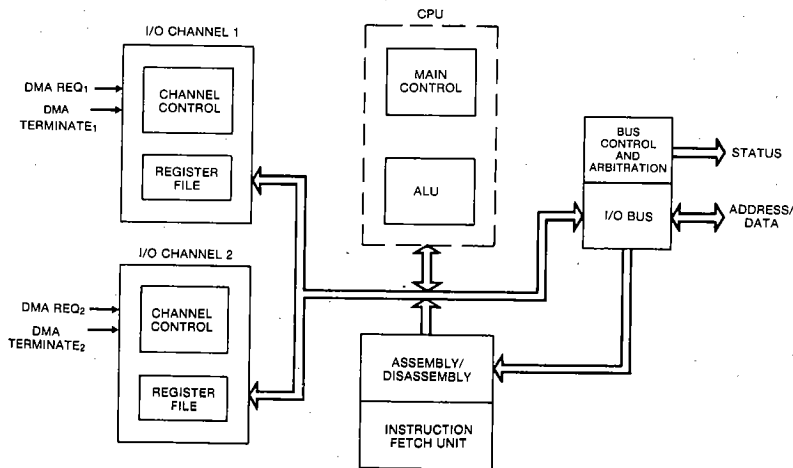 I/O CHANNEL 1
DMA REQ₁
DMA
TERMINATE₁
CHANNEL
CONTROL
REGISTER
FILE
CPU
MAIN
CONTROL
ALU
BUS
CONTROL
AND
ARBITRATION
STATUS
I/O BUS
ADDRESS/
DATA
I/O CHANNEL 2
DMA REQ₂
DMA
TERMINATE₂
CHANNEL
CONTROL
REGISTER
FILE
ASSEMBLY/
DISASSEMBLY
INSTRUCTION
FETCH UNIT